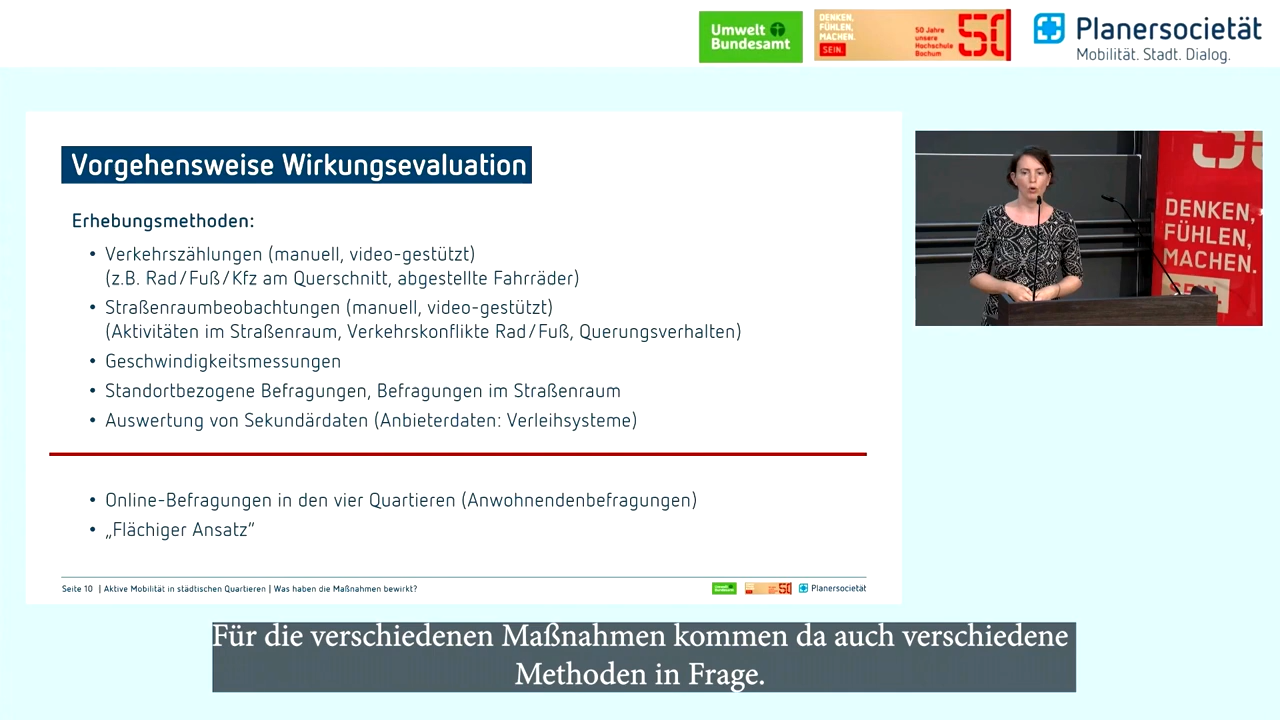 Umwelt
Bundesamt
DENKEN,
FÜHLEN,
MACHEN.
SEIN.
50 Jahre
unsere
Hochschule
Bochum
50
Planersocietät
Mobilität. Stadt. Dialog.
Vorgehensweise Wirkungsevaluation
Erhebungsmethoden:
• Verkehrszählungen (manuell, video-gestützt)
(z.B. Rad/Fuß/Kfz am Querschnitt, abgestellte Fahrräder)
• Straßenraumbeobachtungen (manuell, video-gestützt)
(Aktivitäten im Straßenraum, Verkehrskonflikte Rad/Fuß, Querungsverhalten)
• Geschwindigkeitsmessungen
• Standortbezogene Befragungen, Befragungen im Straßenraum
• Auswertung von Sekundärdaten (Anbieterdaten: Verleihsysteme)
• Online-Befragungen in den vier Quartieren (Anwohnendenbefragungen)
• „Flächiger Ansatz“
Seite 10 | Aktive Mobilität in städtischen Quartieren | Was haben die Maßnahmen bewirkt?
Planersocietät
50
DENKEN,
FÜHLEN,
MACHEN.
SEIN.
Für die verschiedenen Maßnahmen kommen da auch verschiedene
Methoden in Frage.